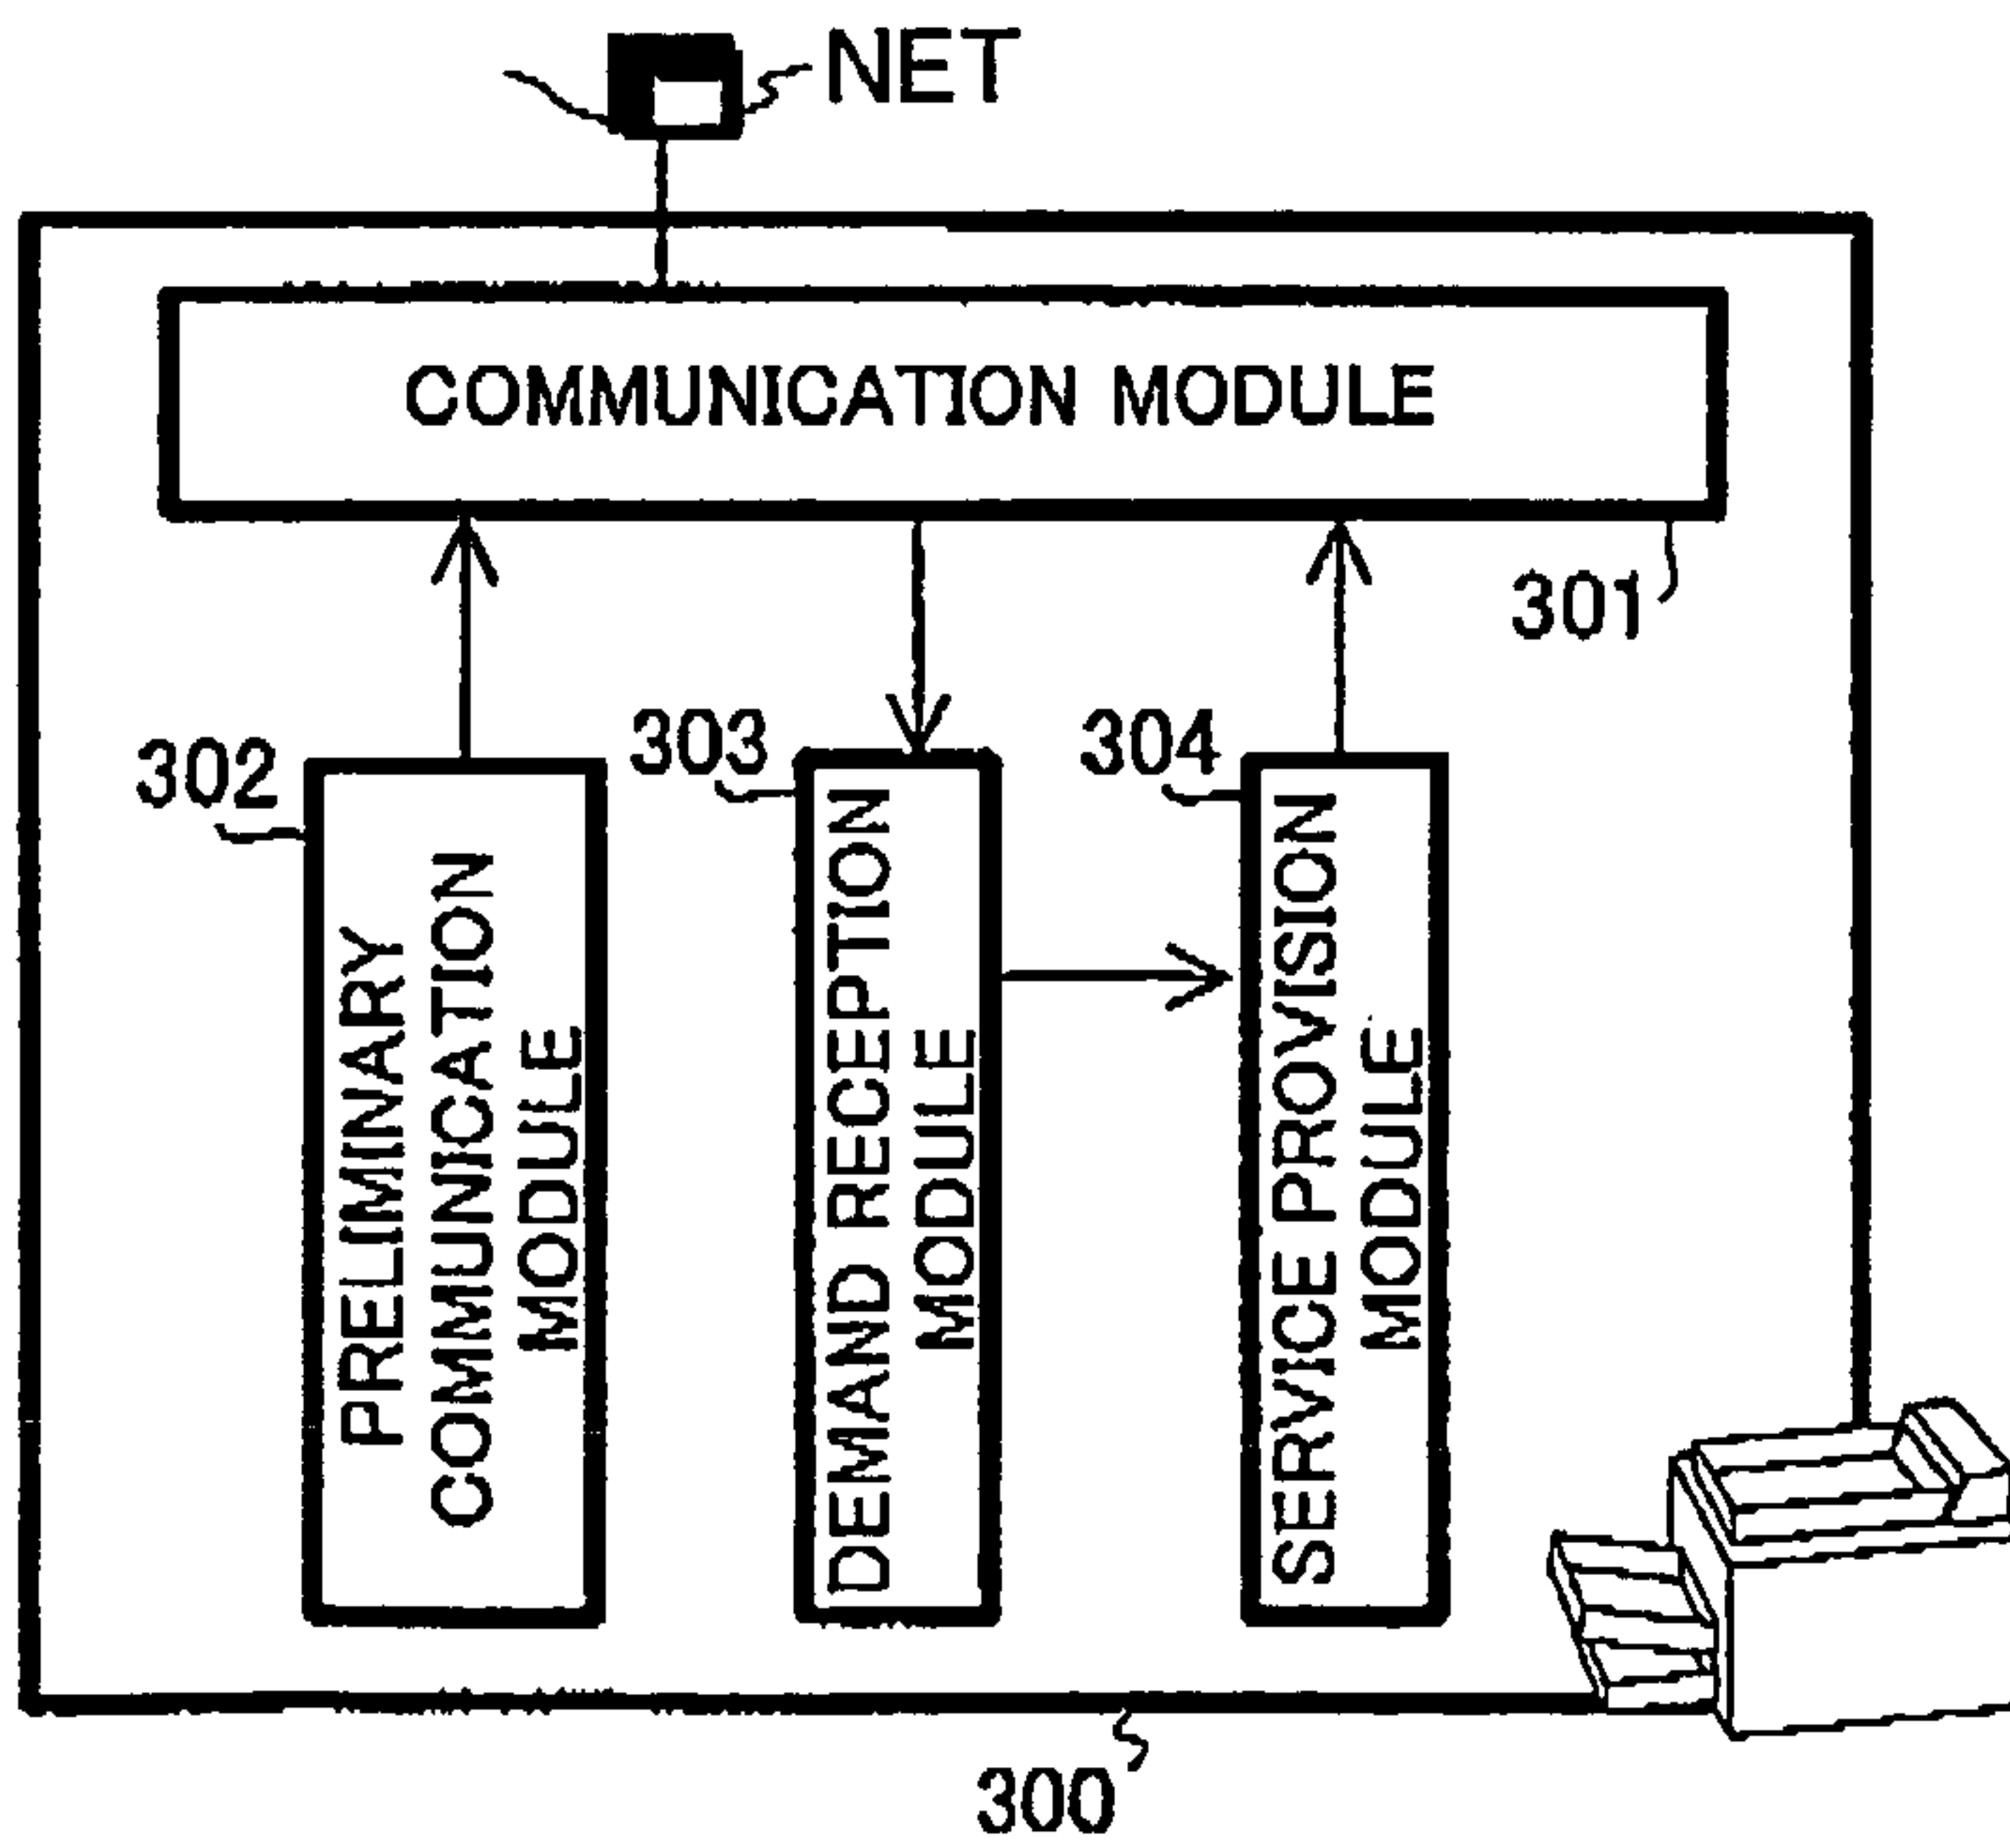 NET
COMMUNICATION MODULE
301
302
303
304
PRELIMINARY
COMMUNICATION
MODULE
DEMAND RECEPTION
MODULE
SERVICE PROVISION
MODULE
300